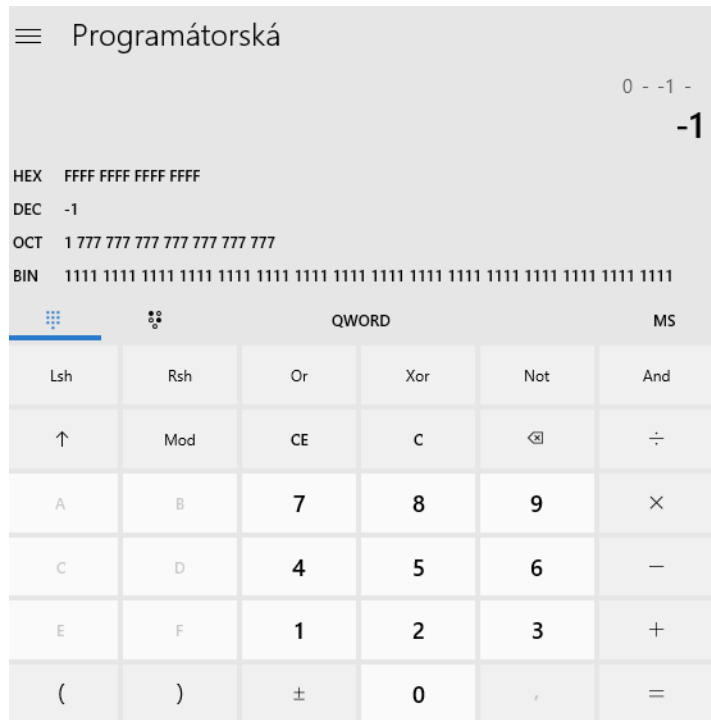 Programátorská
0 - -1 -
-1
HEX FFFF FFFF FFFF FFFF
DEC -1
OCT 1 777 777 777 777 777 777 777
BIN 1111 1111 1111 1111 1111 1111 1111 1111 1111 1111 1111 1111 1111 1111 1111 1111
QWORD MS
Lsh Rsh Or Xor Not And
↑ Mod CE C ⌫ ÷
A B 7 8 9 ×
C D 4 5 6 −
E F 1 2 3 +
( ) ± 0 , =